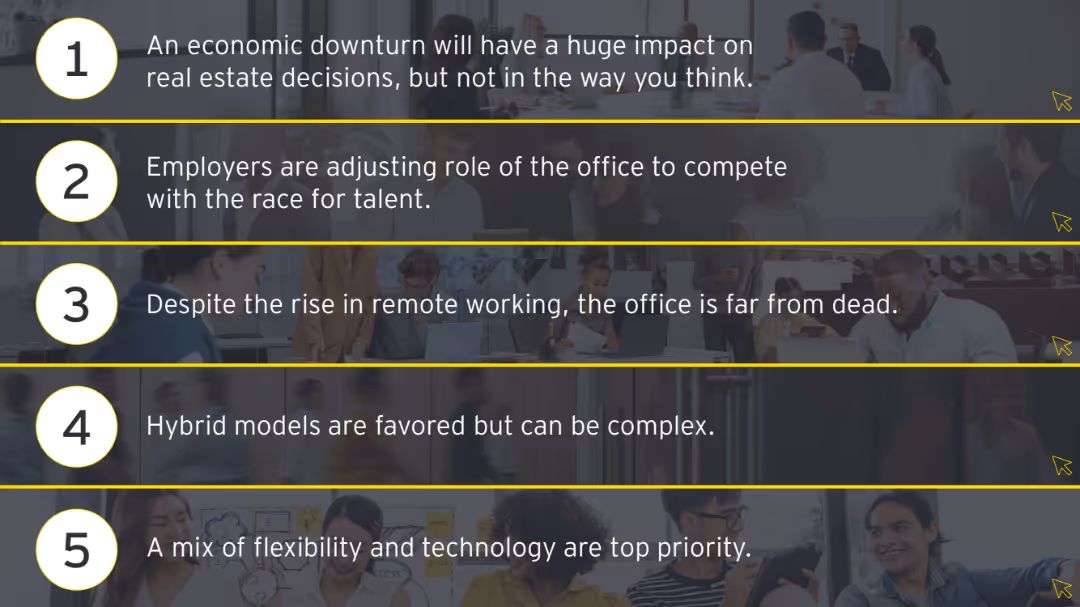 1
An economic downturn will have a huge impact on
real estate decisions, but not in the way you think.
2
Employers are adjusting role of the office to compete
with the race for talent.
3
Despite the rise in remote working, the office is far from dead.
4
Hybrid models are favored but can be complex.
5
A mix of flexibility and technology are top priority.